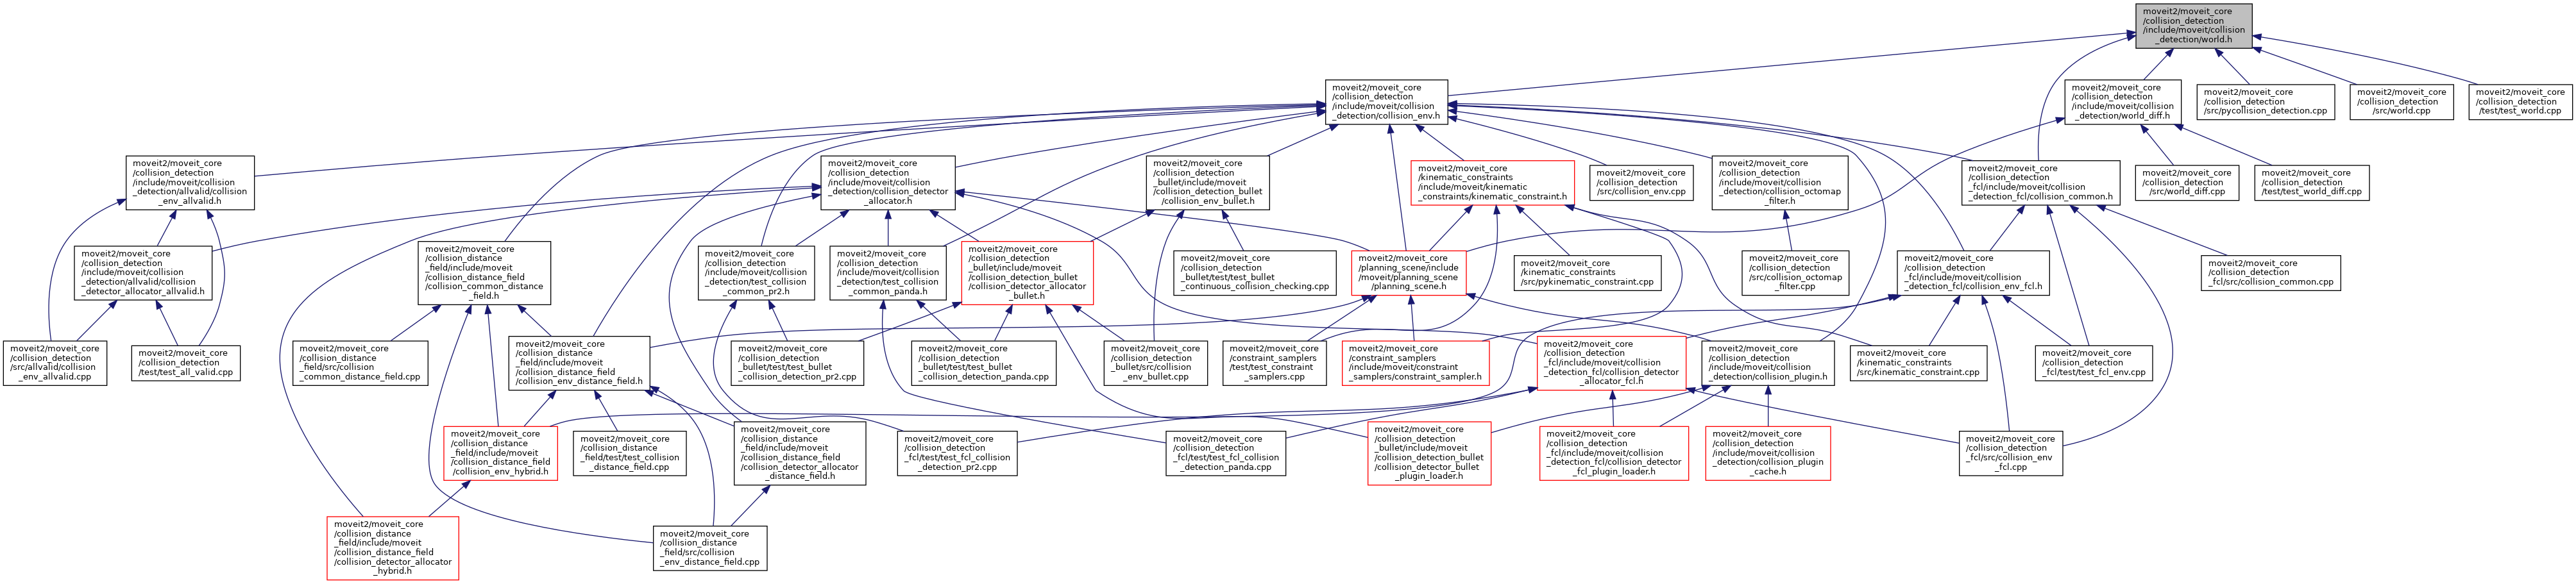 moveit2/moveit_core
/collision_detection
/include/moveit/collision
_detection/world.h
moveit2/moveit_core
/collision_detection
/include/moveit/collision
_detection/collision_env.h
moveit2/moveit_core
/collision_detection
/include/moveit/collision
_detection/world_diff.h
moveit2/moveit_core
/collision_detection
/src/pycollision_detection.cpp
moveit2/moveit_core
/collision_detection
/src/world.cpp
moveit2/moveit_core
/collision_detection
/test/test_world.cpp
moveit2/moveit_core
/collision_detection
/include/moveit/collision
_detection/allvalid/collision
_env_allvalid.h
moveit2/moveit_core
/collision_detection
/include/moveit/collision
_detection/collision_detector
_allocator.h
moveit2/moveit_core
/collision_detection
_bullet/include/moveit
/collision_detection_bullet
/collision_env_bullet.h
moveit2/moveit_core
/kinematic_constraints
/include/moveit/kinematic
_constraints/kinematic_constraint.h
moveit2/moveit_core
/collision_detection
/src/collision_env.cpp
moveit2/moveit_core
/collision_detection
/include/moveit/collision
_detection/collision_octomap
_filter.h
moveit2/moveit_core
/collision_detection
_fcl/include/moveit/collision
_detection_fcl/collision_common.h
moveit2/moveit_core
/collision_detection
/src/world_diff.cpp
moveit2/moveit_core
/collision_detection
/test/test_world_diff.cpp
moveit2/moveit_core
/collision_detection
/include/moveit/collision
_detection/allvalid/collision
_detector_allocator_allvalid.h
moveit2/moveit_core
/collision_distance
_field/include/moveit
/collision_distance_field
/collision_common_distance
_field.h
moveit2/moveit_core
/collision_detection
/include/moveit/collision
_detection/test_collision
_common_pr2.h
moveit2/moveit_core
/collision_detection
/include/moveit/collision
_detection/test_collision
_common_panda.h
moveit2/moveit_core
/collision_detection
_bullet/include/moveit
/collision_detection_bullet
/collision_detector_allocator
_bullet.h
moveit2/moveit_core
/collision_detection
_bullet/test/test_bullet
_continuous_collision_checking.cpp
moveit2/moveit_core
/planning_scene/include
/moveit/planning_scene
/planning_scene.h
moveit2/moveit_core
/kinematic_constraints
/src/pykinematic_constraint.cpp
moveit2/moveit_core
/collision_detection
/src/collision_octomap
_filter.cpp
moveit2/moveit_core
/collision_detection
_fcl/include/moveit/collision
_detection_fcl/collision_env_fcl.h
moveit2/moveit_core
/collision_detection
_fcl/src/collision_common.cpp
moveit2/moveit_core
/collision_detection
/src/allvalid/collision
_env_allvalid.cpp
moveit2/moveit_core
/collision_detection
/test/test_all_valid.cpp
moveit2/moveit_core
/collision_distance
_field/src/collision
_common_distance_field.cpp
moveit2/moveit_core
/collision_distance
_field/include/moveit
/collision_distance_field
/collision_env_distance_field.h
moveit2/moveit_core
/collision_detection
_bullet/test/test_bullet
_collision_detection_pr2.cpp
moveit2/moveit_core
/collision_detection
_bullet/test/test_bullet
_collision_detection_panda.cpp
moveit2/moveit_core
/collision_detection
_bullet/src/collision
_env_bullet.cpp
moveit2/moveit_core
/constraint_samplers
/test/test_constraint
_samplers.cpp
moveit2/moveit_core
/constraint_samplers
/include/moveit/constraint
_samplers/constraint_sampler.h
moveit2/moveit_core
/collision_detection
_fcl/include/moveit/collision
_detection_fcl/collision_detector
_allocator_fcl.h
moveit2/moveit_core
/collision_detection
/include/moveit/collision
_detection/collision_plugin.h
moveit2/moveit_core
/kinematic_constraints
/src/kinematic_constraint.cpp
moveit2/moveit_core
/collision_detection
_fcl/test/test_fcl_env.cpp
moveit2/moveit_core
/collision_distance
_field/include/moveit
/collision_distance_field
/collision_env_hybrid.h
moveit2/moveit_core
/collision_distance
_field/test/test_collision
_distance_field.cpp
moveit2/moveit_core
/collision_distance
_field/include/moveit
/collision_distance_field
/collision_detector_allocator
_distance_field.h
moveit2/moveit_core
/collision_detection
_fcl/test/test_fcl_collision
_detection_pr2.cpp
moveit2/moveit_core
/collision_detection
_fcl/test/test_fcl_collision
_detection_panda.cpp
moveit2/moveit_core
/collision_detection
_bullet/include/moveit
/collision_detection_bullet
/collision_detector_bullet
_plugin_loader.h
moveit2/moveit_core
/collision_detection
_fcl/include/moveit/collision
_detection_fcl/collision_detector
_fcl_plugin_loader.h
moveit2/moveit_core
/collision_detection
/include/moveit/collision
_detection/collision_plugin
_cache.h
moveit2/moveit_core
/collision_detection
_fcl/src/collision_env
_fcl.cpp
moveit2/moveit_core
/collision_distance
_field/include/moveit
/collision_distance_field
/collision_detector_allocator
_hybrid.h
moveit2/moveit_core
/collision_distance
_field/src/collision
_env_distance_field.cpp